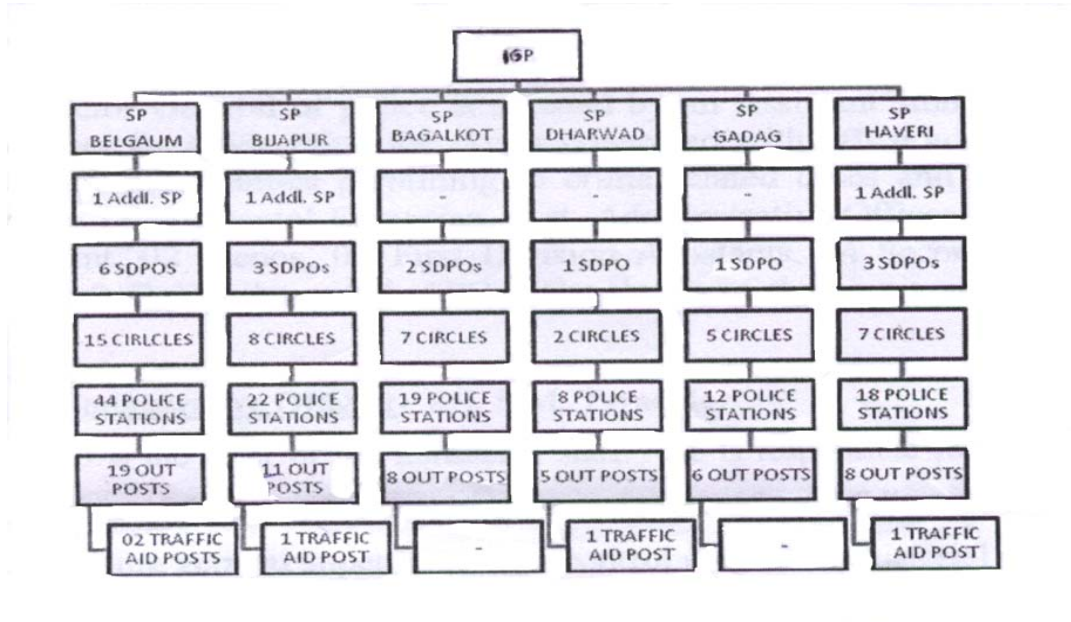 IGP
SP SP SP SP SP SP
BELGAUM BIJAPUR BAGALKOT DHARWAD GADAG HAVERI
1 Addl. SP 1 Addl. SP - - - 1 Addl. SP
6 SDPOS 3 SDPOs 2 SDPOs 1 SDPO 1 SDPO 3 SDPOs
15 CIRLCLES 8 CIRCLES 7 CIRCLES 2 CIRCLES 5 CIRCLES 7 CIRCLES
44 POLICE 22 POLICE 19 POLICE 8 POLICE 12 POLICE 18 POLICE
STATIONS STATIONS STATIONS STATIONS STATIONS STATIONS
19 OUT 11 OUT 8 OUT POSTS 5 OUT POSTS 6 OUT POSTS 8 OUT POSTS
POSTS POSTS
02 TRAFFIC 1 TRAFFIC - 1 TRAFFIC - 1 TRAFFIC
AID POSTS AID POST AID POST AID POST